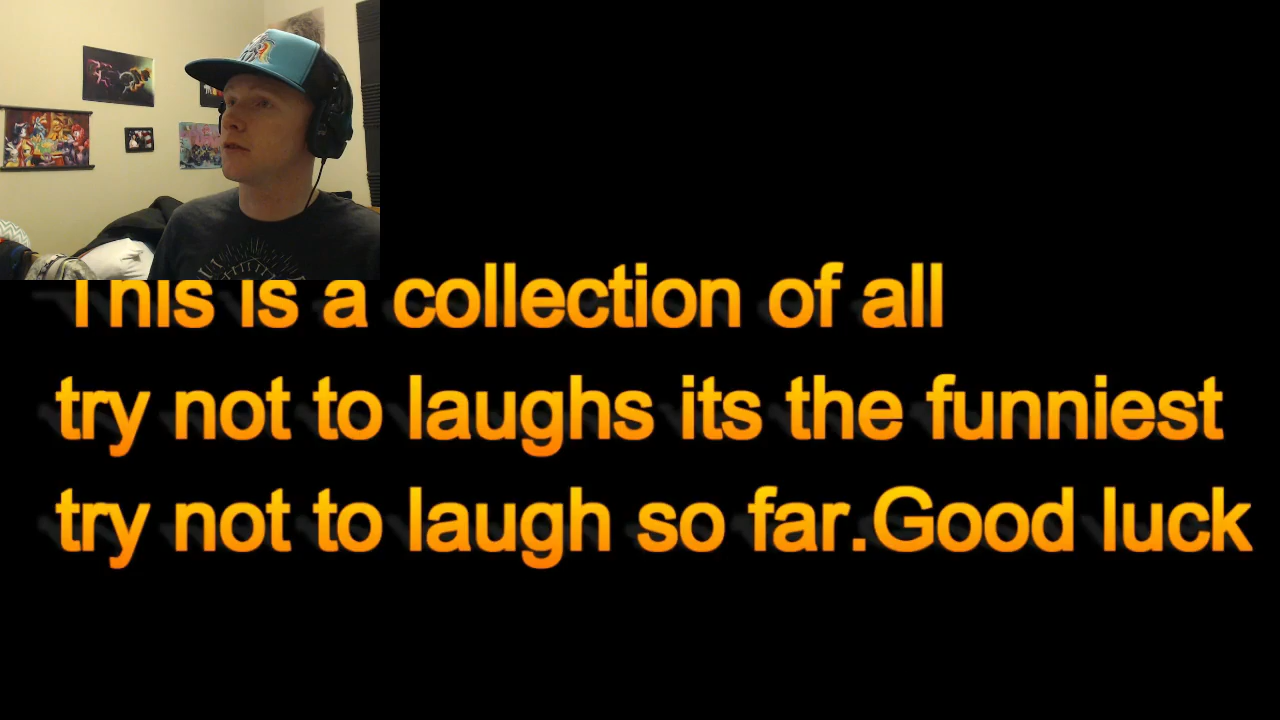 This is a collection of all
try not to laughs its the funniest
try not to laugh so far.Good luck